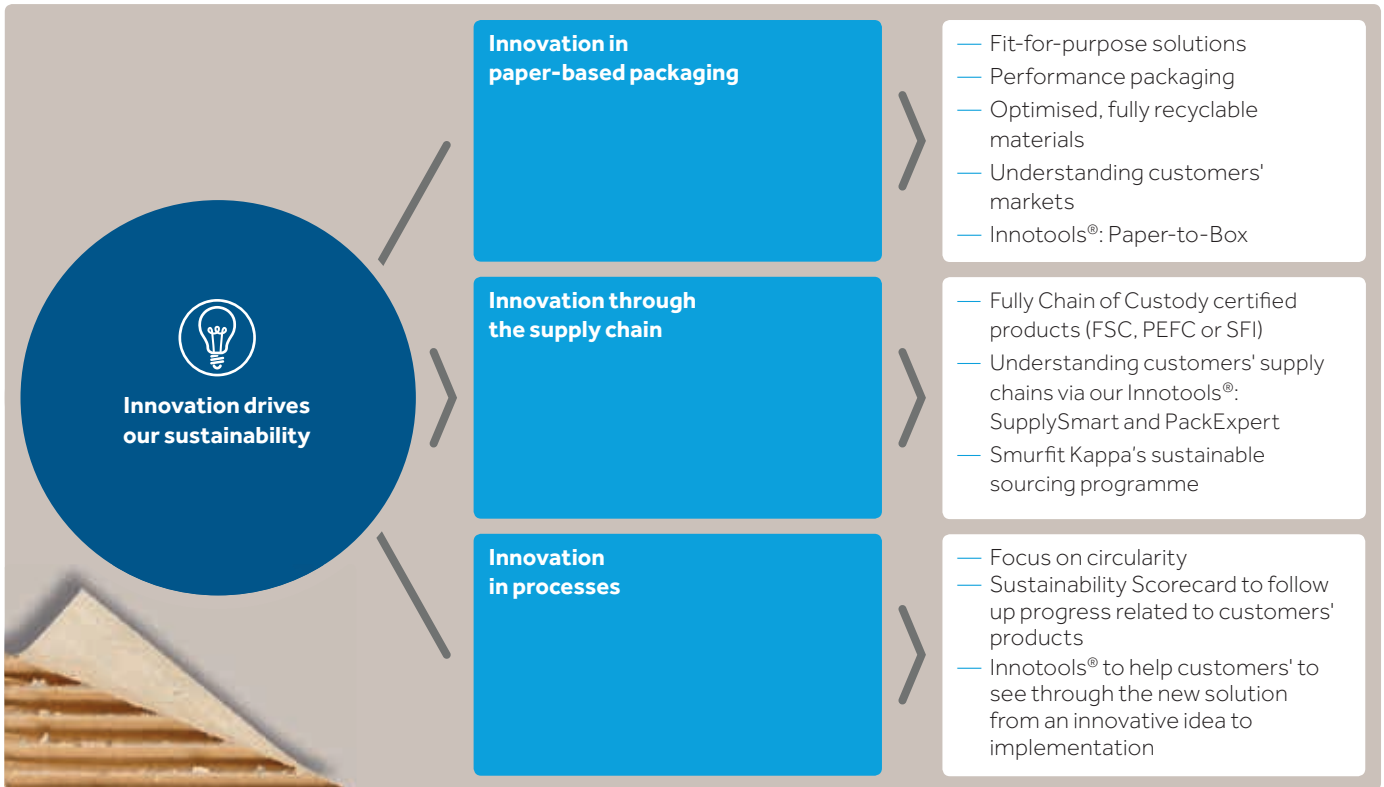 Innovation drives
our sustainability
Innovation in
paper-based packaging
— Fit-for-purpose solutions
— Performance packaging
— Optimised, fully recyclable
materials
— Understanding customers'
markets
— Innotools®: Paper-to-Box
Innovation through
the supply chain
— Fully Chain of Custody certified
products (FSC, PEFC or SFI)
— Understanding customers' supply
chains via our Innotools®:
SupplySmart and PackExpert
— Smurfit Kappa's sustainable
sourcing programme
Innovation
in processes
— Focus on circularity
— Sustainability Scorecard to follow
up progress related to customers'
products
— Innotools® to help customers' to
see through the new solution
from an innovative idea to
implementation